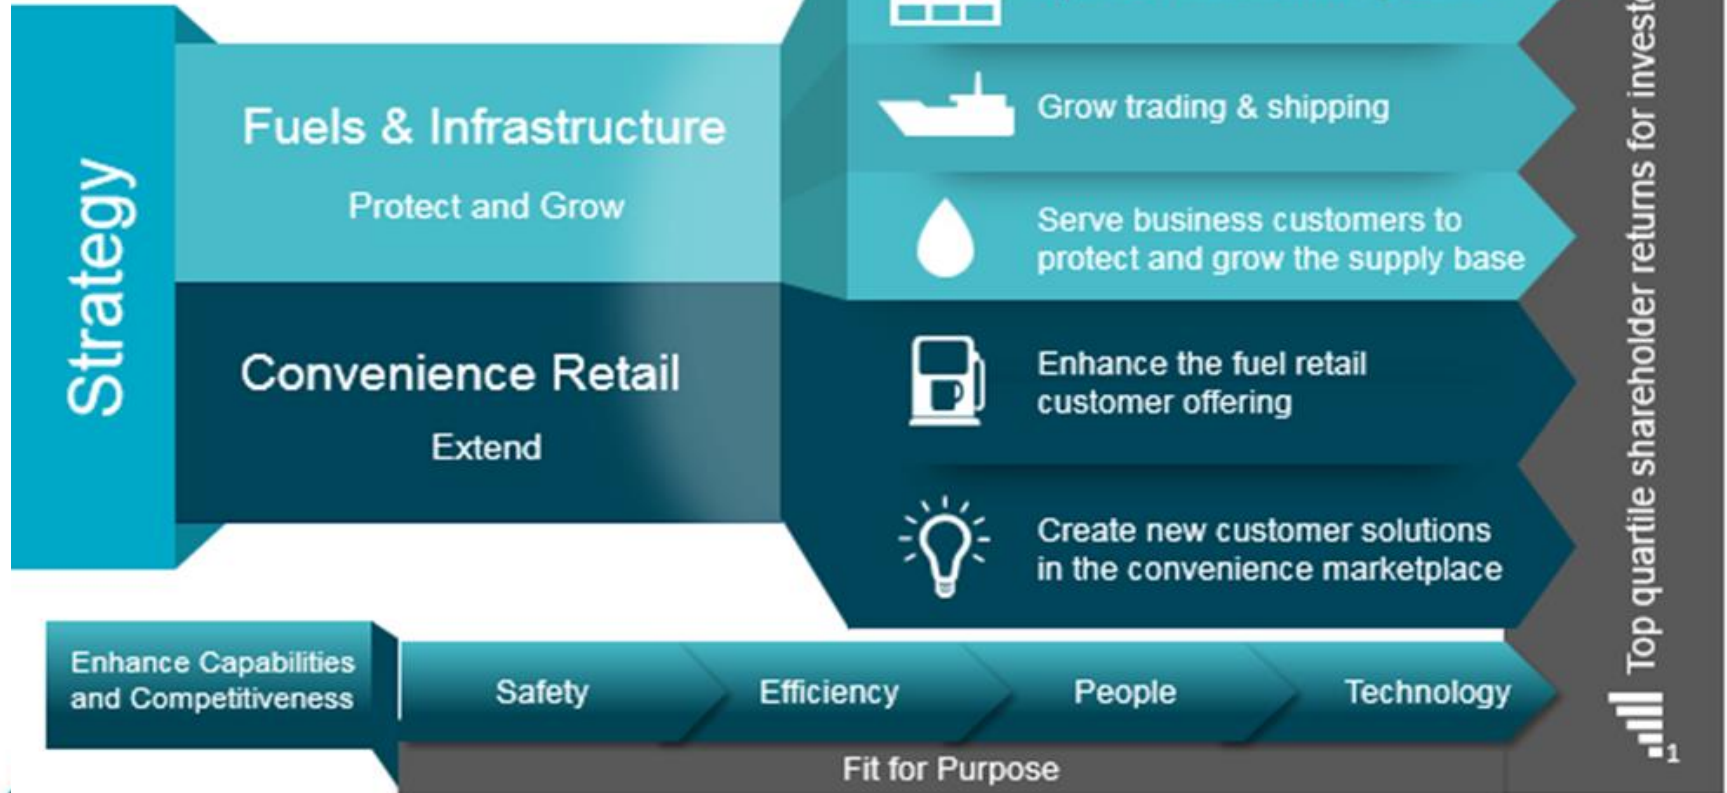 Strategy
Fuels & Infrastructure
Protect and Grow
Grow trading & shipping
Serve business customers to
protect and grow the supply base
Convenience Retail
Extend
Enhance the fuel retail
customer offering
Create new customer solutions
in the convenience marketplace
Top quartile shareholder returns for
Enhance Capabilities
and Competitiveness
Safety
Efficiency
People
Technology
Fit for Purpose
1